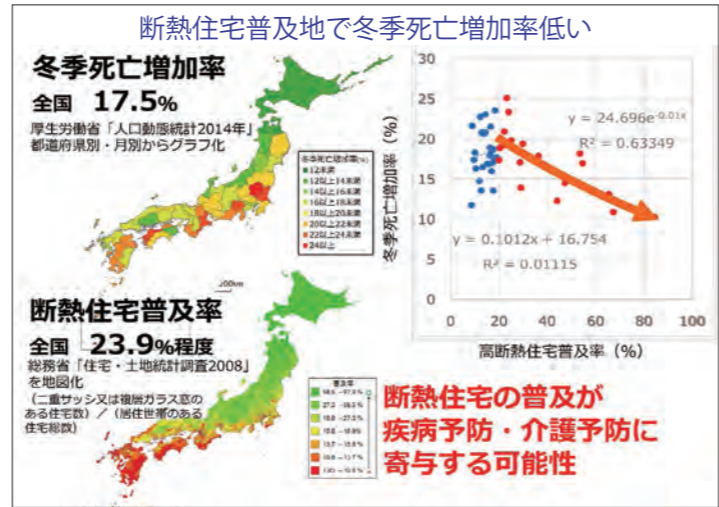 断熱住宅普及地で冬季死亡増加率低い
冬季死亡増加率
全国 17.5%
厚生労働省「人口動態統計2014年」
都道府県別・月別からグラフ化
冬季死亡増加率(%)
12未満
12以上14未満
14以上16未満
16以上18未満
18以上20未満
20以上22未満
22以上24未満
24以上
200km
断熱住宅普及率
全国 23.9%程度
総務省「住宅・土地統計調査2008」
を地図化
(二重サッシ又は複層ガラス窓の
ある住宅数)/(居住世帯のある
住宅総数)
普及率
冬季死亡増加率(%)
30
25
20
15
10
5
0
y = 24.696e^-0.01x
R² = 0.63349
y = 0.1012x + 16.754
R² = 0.01115
0 20 40 60 80 100
高断熱住宅普及率(%)
断熱住宅の普及が
疾病予防・介護予防に
寄与する可能性